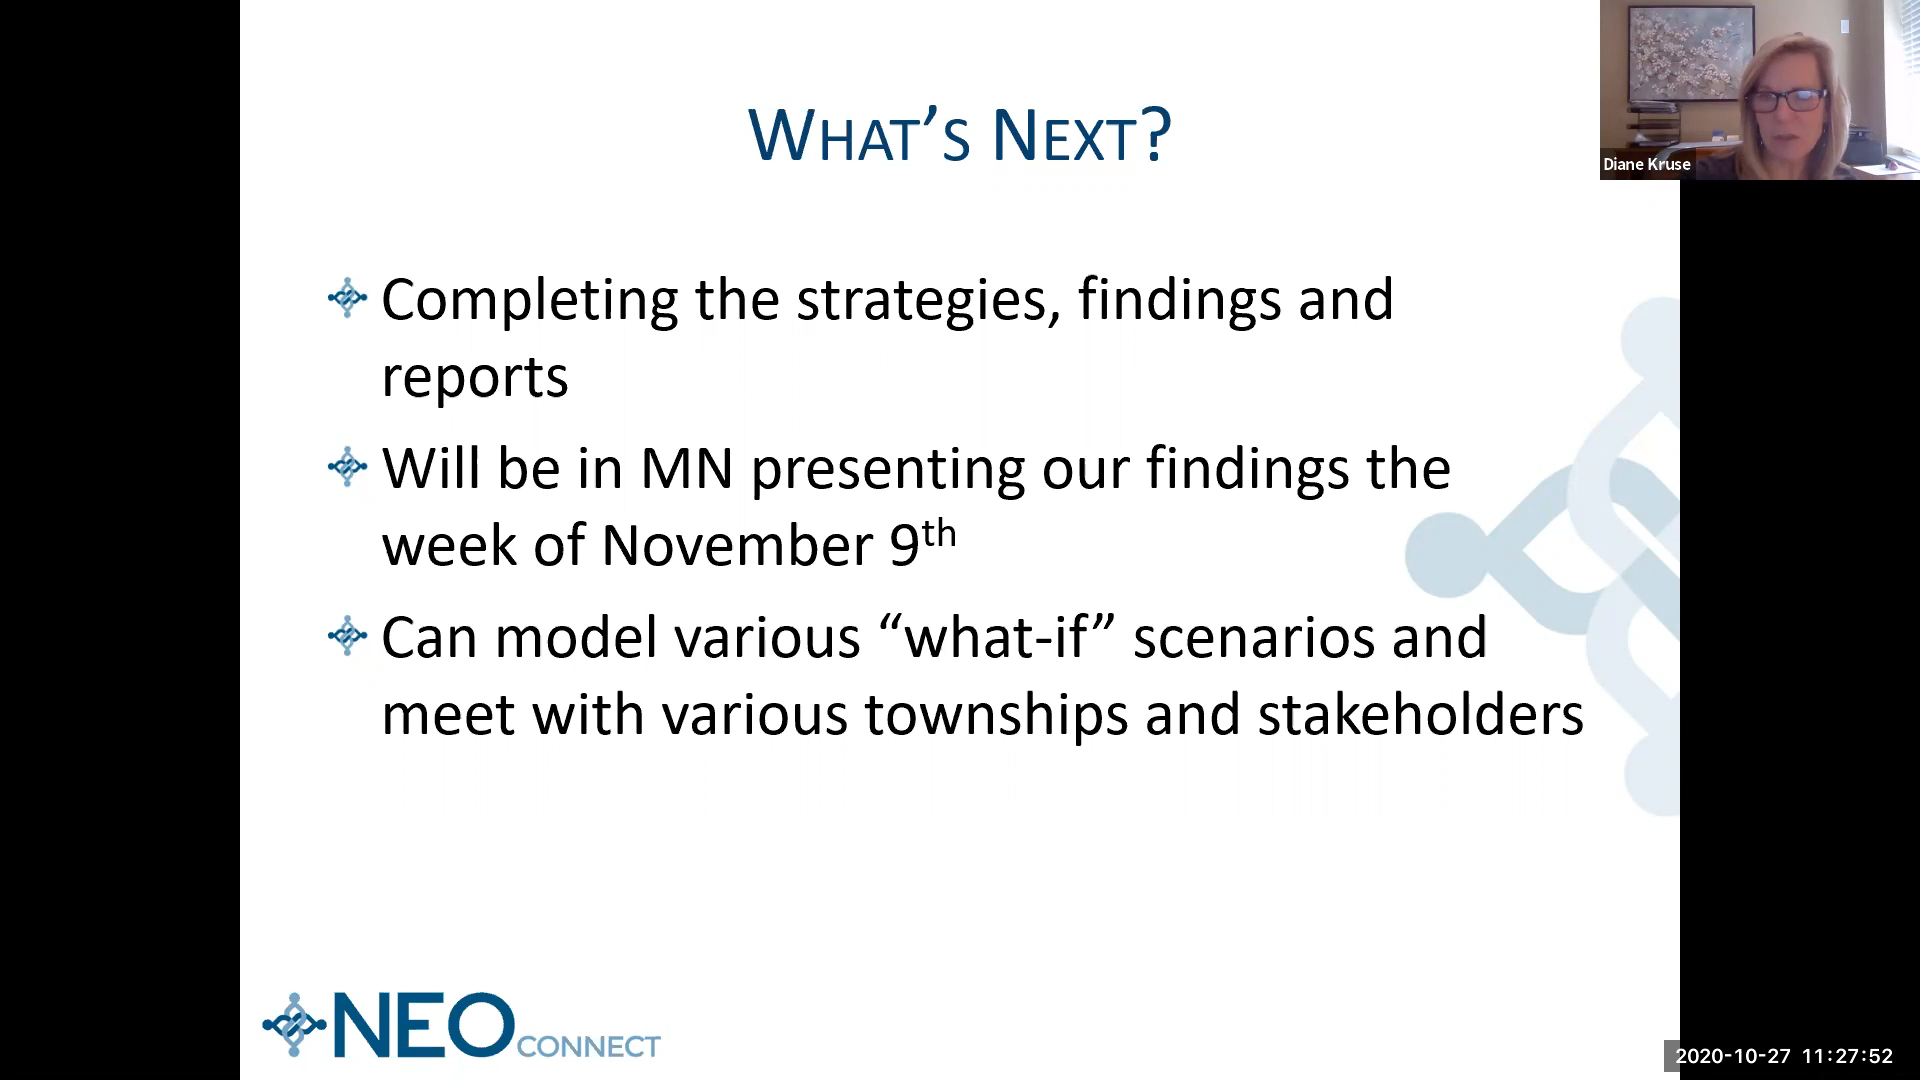 WHAT’S NEXT?
Diane Kruse
Completing the strategies, findings and
reports
Will be in MN presenting our findings the
week of November 9th
Can model various “what-if” scenarios and
meet with various townships and stakeholders
NEO CONNECT
2020-10-27 11:27:52